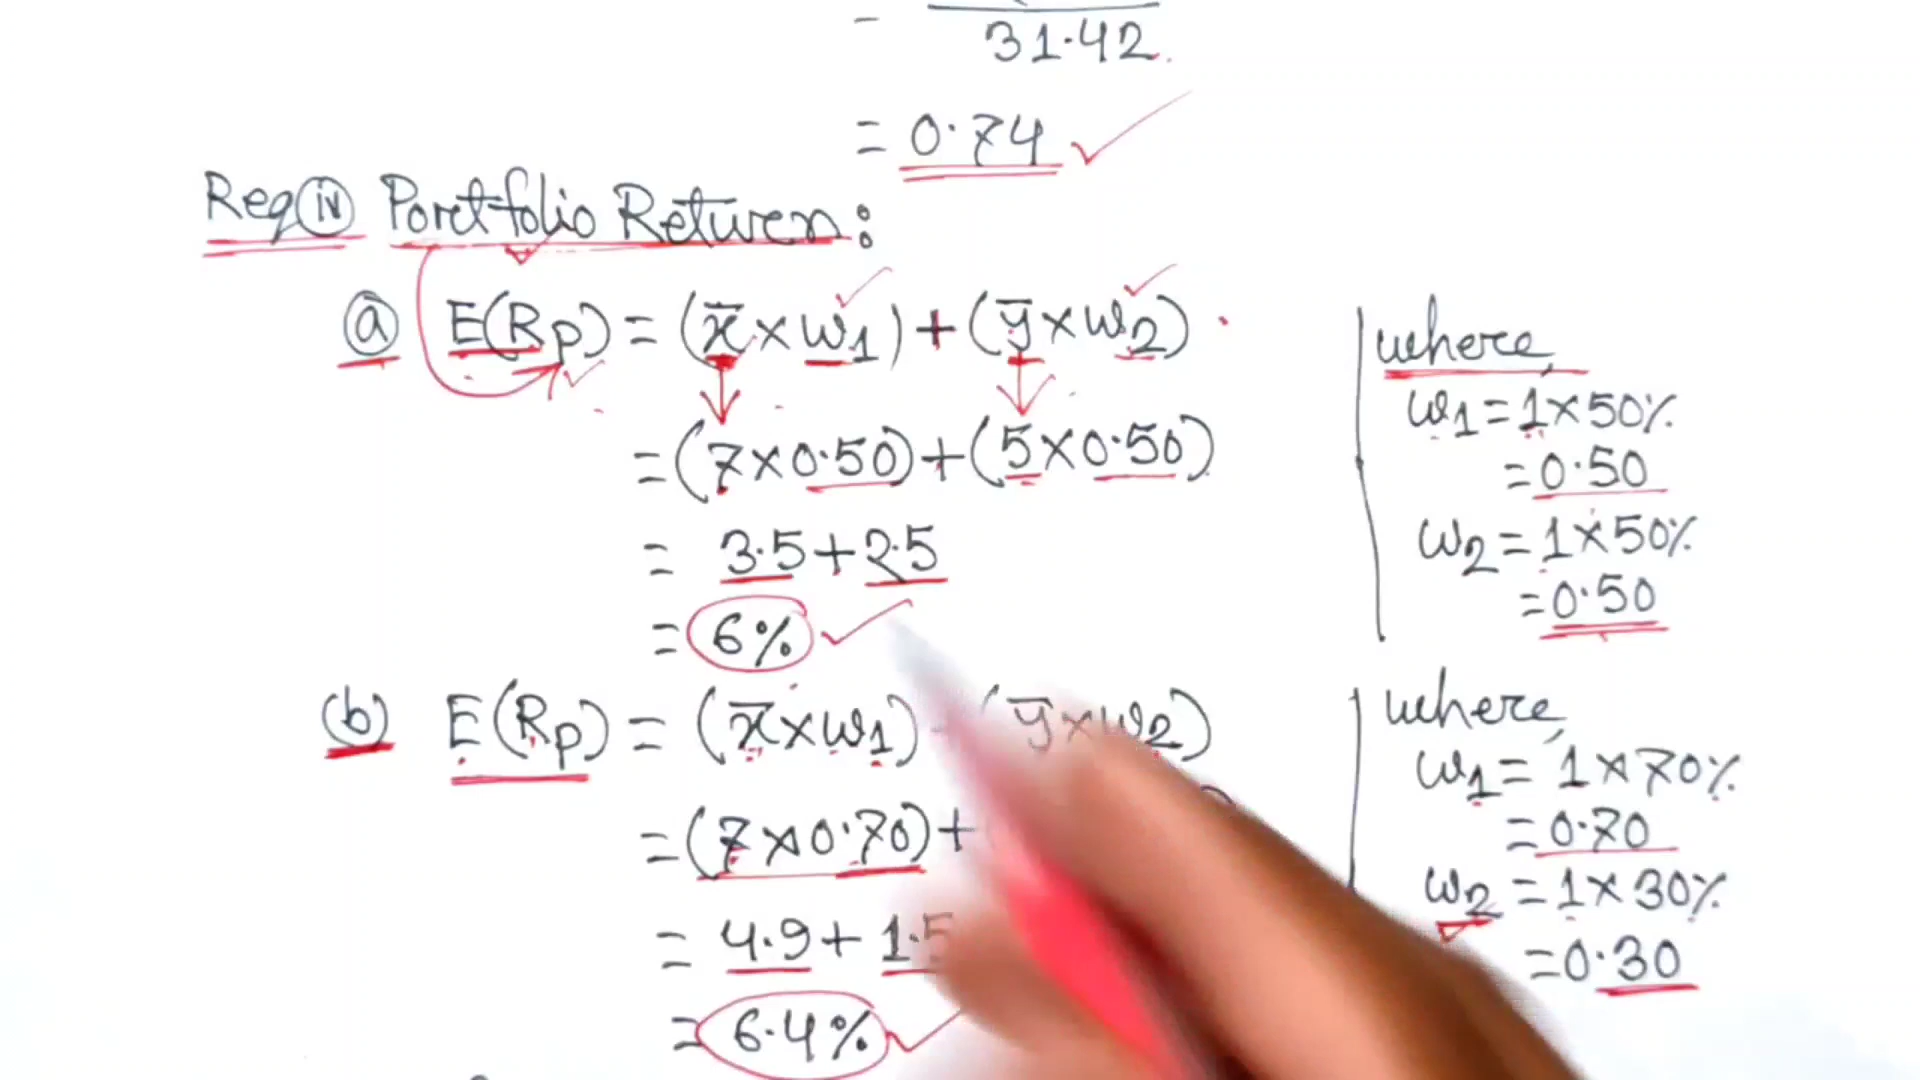 = 31.42
= 0.74
Req (iv) Portfolio Return:
(a) E(Rp) = (x̄ × w1) + (ȳ × w2)
= (7 × 0.50) + (5 × 0.50)
= 3.5 + 2.5
= 6%
where,
w1 = 1 × 50%
= 0.50
w2 = 1 × 50%
= 0.50
(b) E(Rp) = (x̄ × w1) (ȳ × w2)
= (7 × 0.70) +
= 4.9 + 1.5
= 6.4%
where,
w1 = 1 × 70%
= 0.70
w2 = 1 × 30%
= 0.30